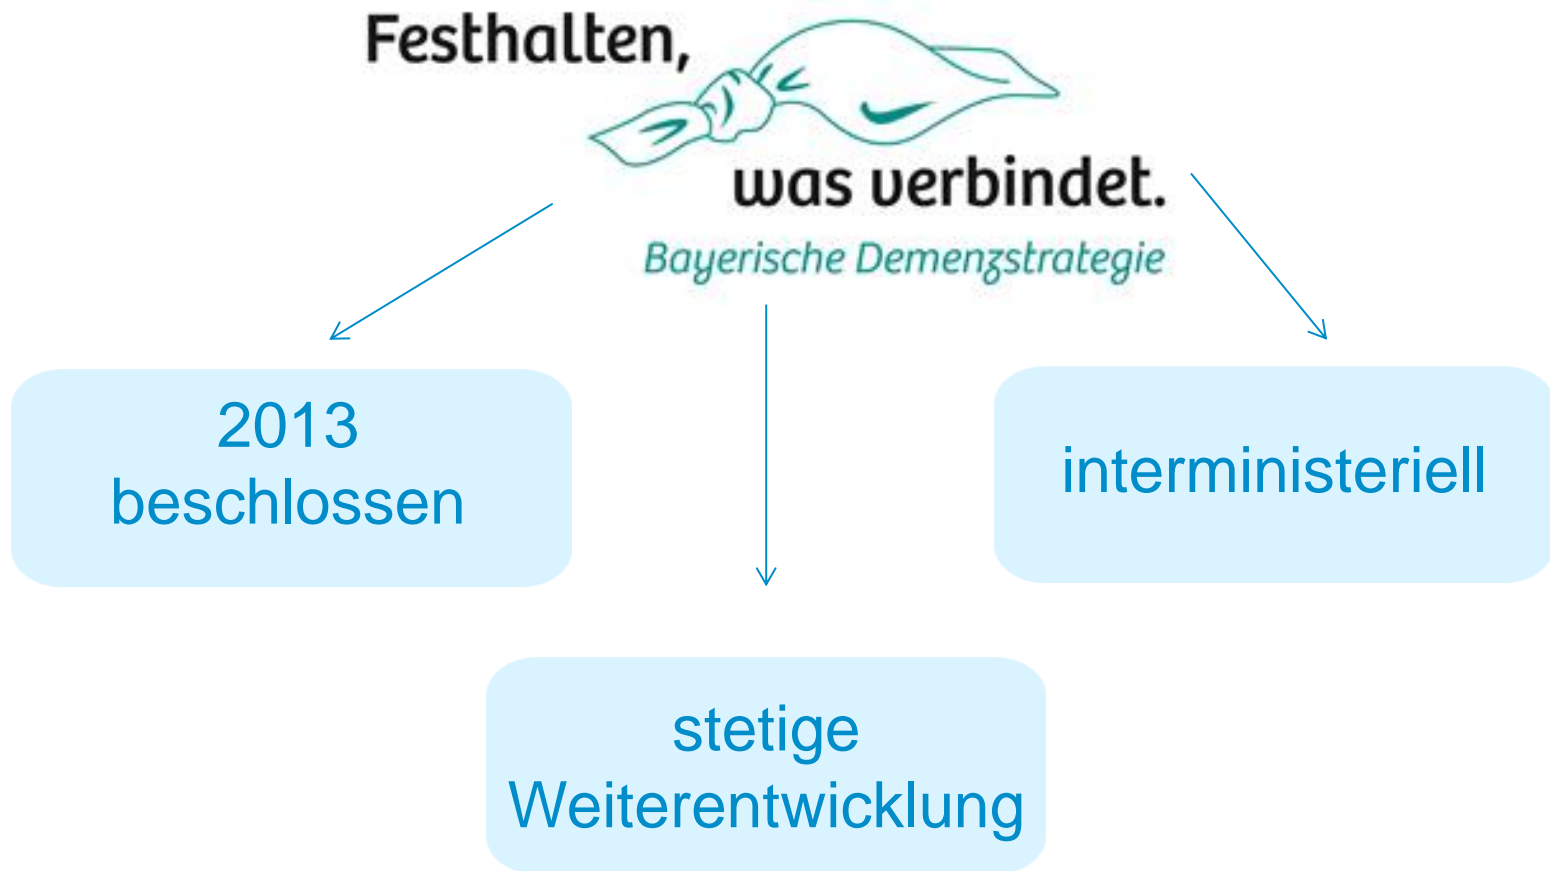 Festhalten,
was verbindet.
Bayerische Demenzstrategie
2013
beschlossen
interministeriell
stetige
Weiterentwicklung